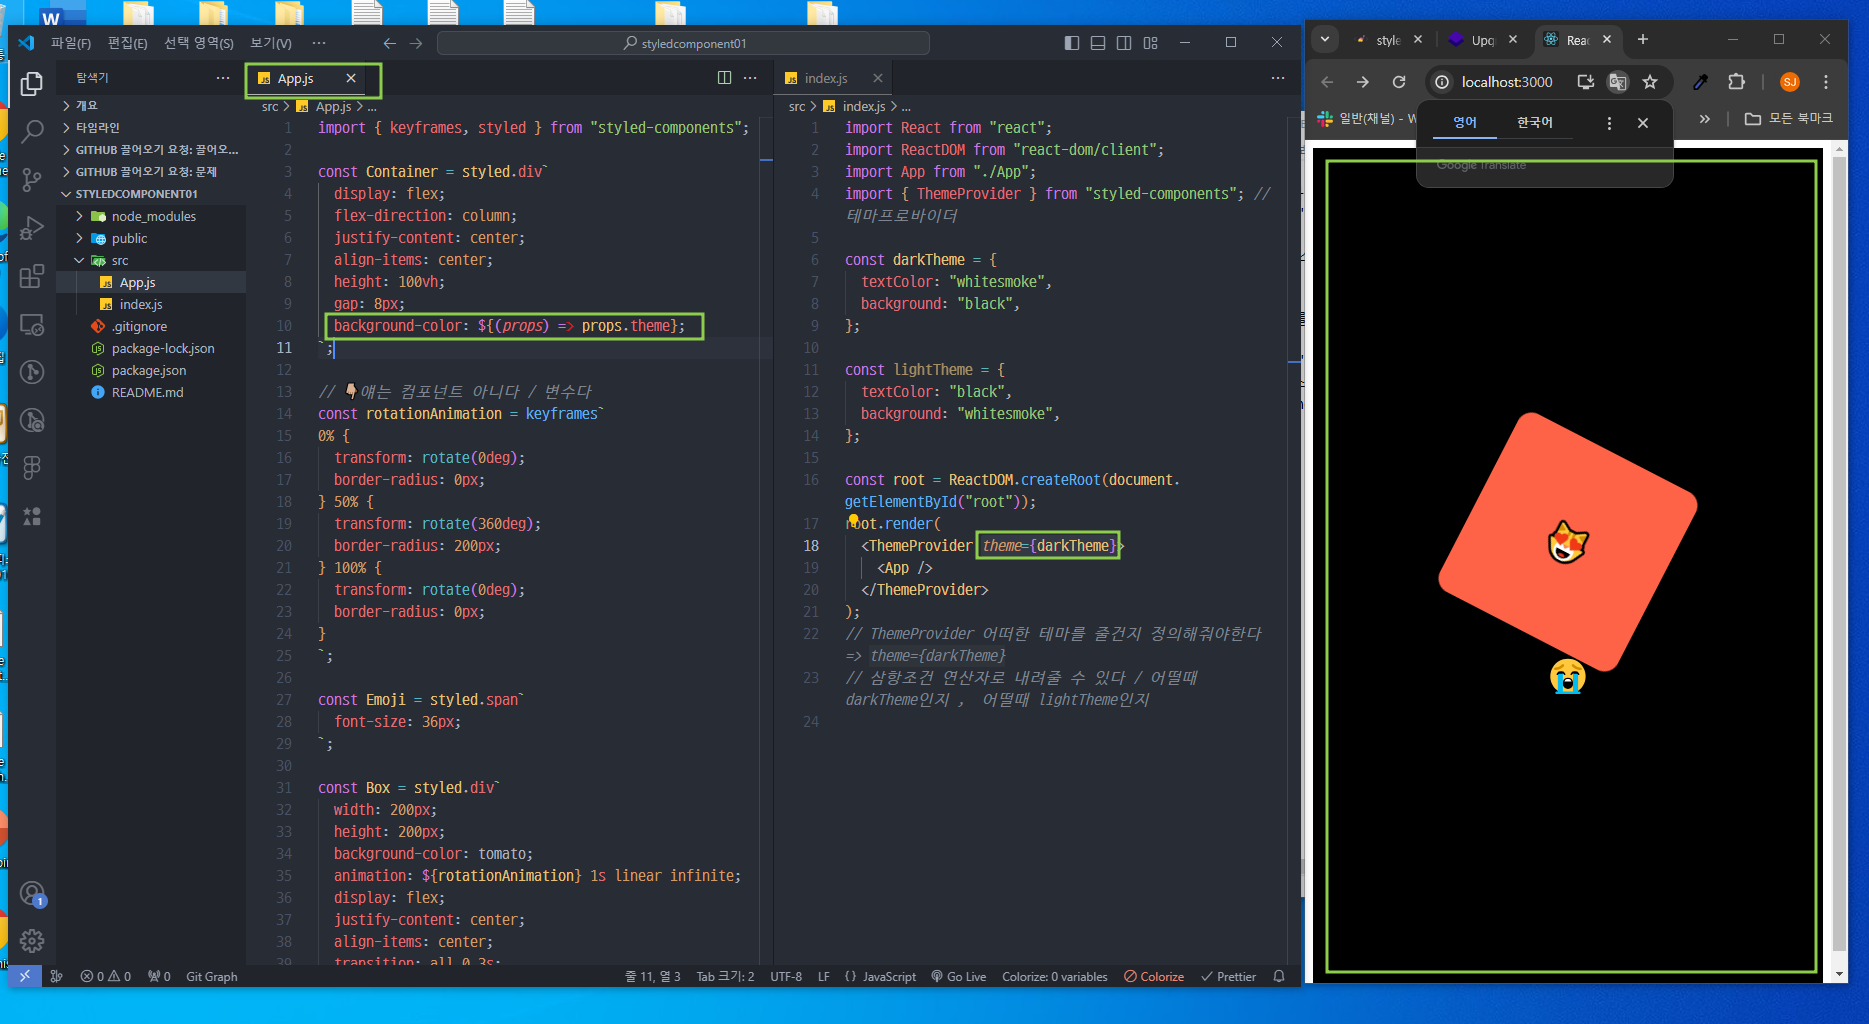 W
파일(F) 편집(E) 선택 영역(S) 보기(V) ··· styledcomponent01
탐색기 ···
개요
타임라인
GITHUB 끌어오기 요청: 끌어오...
GITHUB 끌어오기 요청: 문제
STYLEDCOMPONENT01
node_modules
public
src
JS App.js
JS index.js
.gitignore
package-lock.json
package.json
README.md
1
JS App.js
src > JS App.js > ...
1 import { keyframes, styled } from "styled-components";
2
3 const Container = styled.div`
4 display: flex;
5 flex-direction: column;
6 justify-content: center;
7 align-items: center;
8 height: 100vh;
9 gap: 8px;
10 background-color: ${(props) => props.theme};
11 `;
12
13 // 👇🏽얘는 컴포넌트 아니다 / 변수다
14 const rotationAnimation = keyframes`
15 0% {
16 transform: rotate(0deg);
17 border-radius: 0px;
18 } 50% {
19 transform: rotate(360deg);
20 border-radius: 200px;
21 } 100% {
22 transform: rotate(0deg);
23 border-radius: 0px;
24 }
25 `;
26
27 const Emoji = styled.span`
28 font-size: 36px;
29 `;
30
31 const Box = styled.div`
32 width: 200px;
33 height: 200px;
34 background-color: tomato;
35 animation: ${rotationAnimation} 1s linear infinite;
36 display: flex;
37 justify-content: center;
38 align-items: center;
39 transition: all 0.3s;
JS index.js
src > JS index.js > ...
1 import React from "react";
2 import ReactDOM from "react-dom/client";
3 import App from "./App";
4 import { ThemeProvider } from "styled-components"; //
테마프로바이더
5
6 const darkTheme = {
7 textColor: "whitesmoke",
8 background: "black",
9 };
10
11 const lightTheme = {
12 textColor: "black",
13 background: "whitesmoke",
14 };
15
16 const root = ReactDOM.createRoot(document.
getElementById("root"));
17 root.render(
18 <ThemeProvider theme={darkTheme}>
19 <App />
20 </ThemeProvider>
21 );
22 // ThemeProvider 어떠한 테마를 줄건지 정의해줘야한다
=> theme={darkTheme}
23 // 삼항조건 연산자로 내려줄 수 있다 / 어떨때
darkTheme인지 , 어떨때 lightTheme인지
24
0 0 0 Git Graph 줄 11, 열 3 Tab 크기: 2 UTF-8 LF {} JavaScript Go Live Colorize: 0 variables Colorize Prettier
style Upg Reac
localhost:3000 SJ
일반(채널) - W » 모든 북마크
영어 한국어
Google Translate